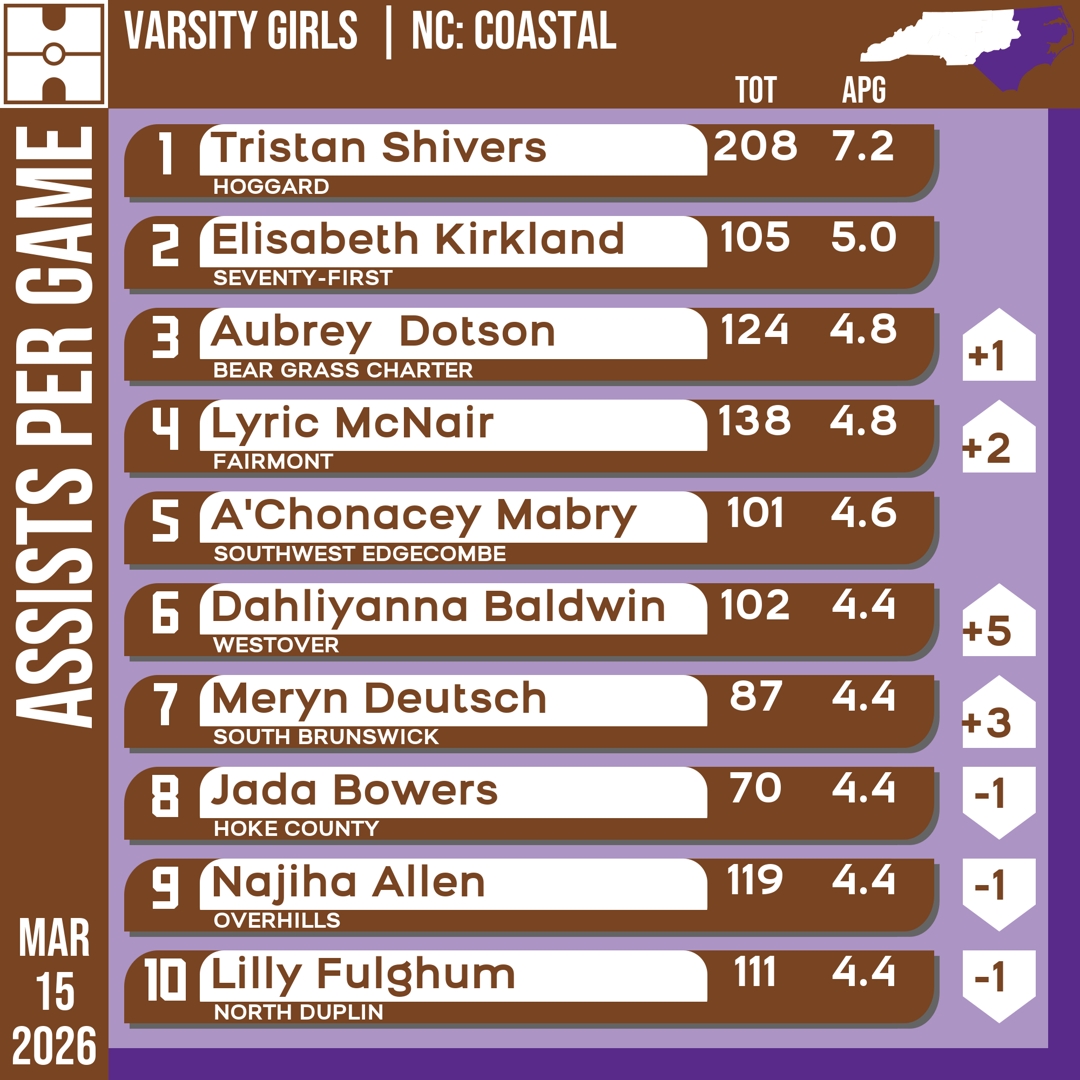 VARSITY GIRLS | NC: COASTAL
TOT APG
ASSISTS PER GAME
1 Tristan Shivers 208 7.2
HOGGARD
2 Elisabeth Kirkland 105 5.0
SEVENTY-FIRST
3 Aubrey  Dotson 124 4.8 +1
BEAR GRASS CHARTER
4 Lyric McNair 138 4.8 +2
FAIRMONT
5 A'Chonacey Mabry 101 4.6
SOUTHWEST EDGECOMBE
6 Dahliyanna Baldwin 102 4.4 +5
WESTOVER
7 Meryn Deutsch 87 4.4 +3
SOUTH BRUNSWICK
8 Jada Bowers 70 4.4 -1
HOKE COUNTY
9 Najiha Allen 119 4.4 -1
OVERHILLS
10 Lilly Fulghum 111 4.4 -1
NORTH DUPLIN
MAR
15
2026